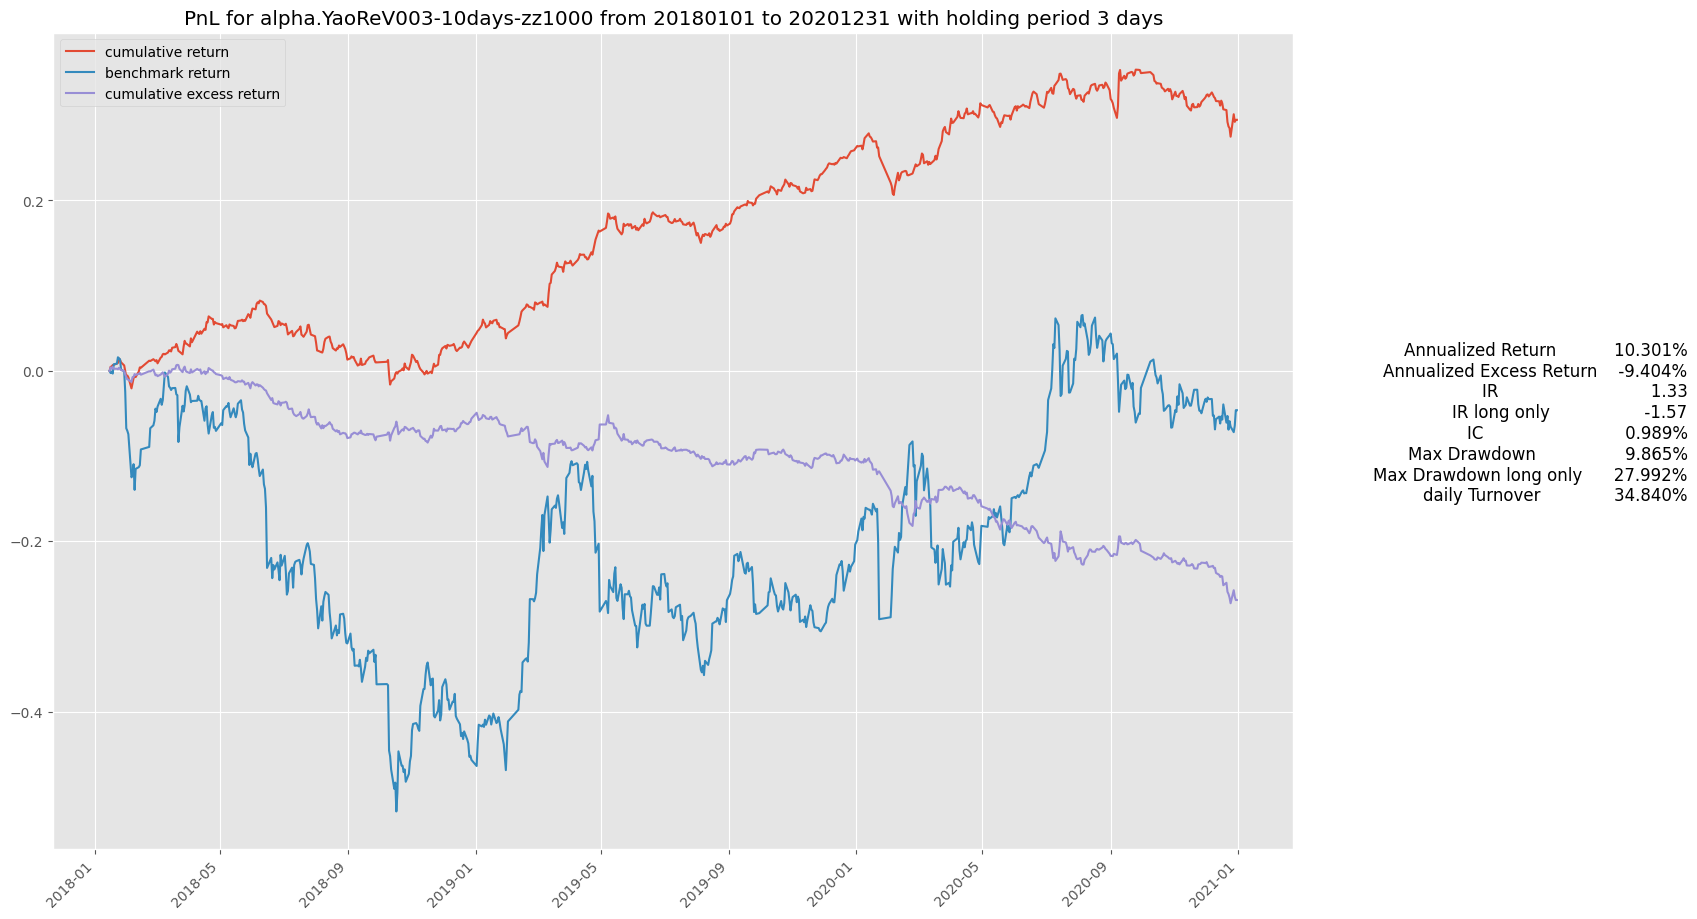 PnL for alpha.YaoReV003-10days-zz1000 from 20180101 to 20201231 with holding period 3 days
cumulative return
benchmark return
cumulative excess return
0.2
0.0
−0.2
−0.4
2018-01
2018-05
2018-09
2019-01
2019-05
2019-09
2020-01
2020-05
2020-09
2021-01
Annualized Return 10.301%
Annualized Excess Return -9.404%
IR 1.33
IR long only -1.57
IC 0.989%
Max Drawdown 9.865%
Max Drawdown long only 27.992%
daily Turnover 34.840%